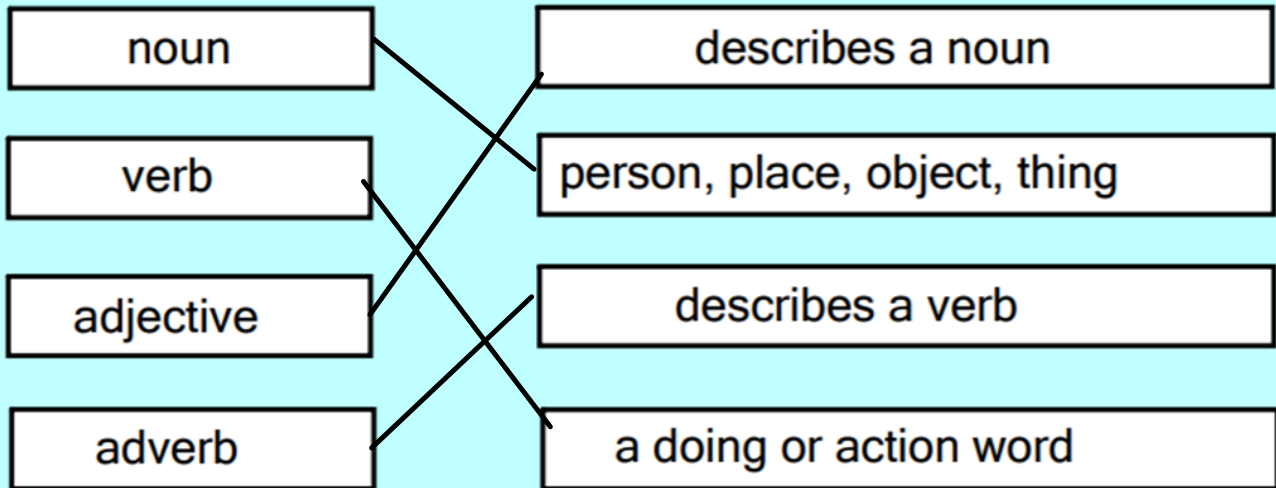 noun
describes a noun
verb
person, place, object, thing
adjective
describes a verb
adverb
a doing or action word